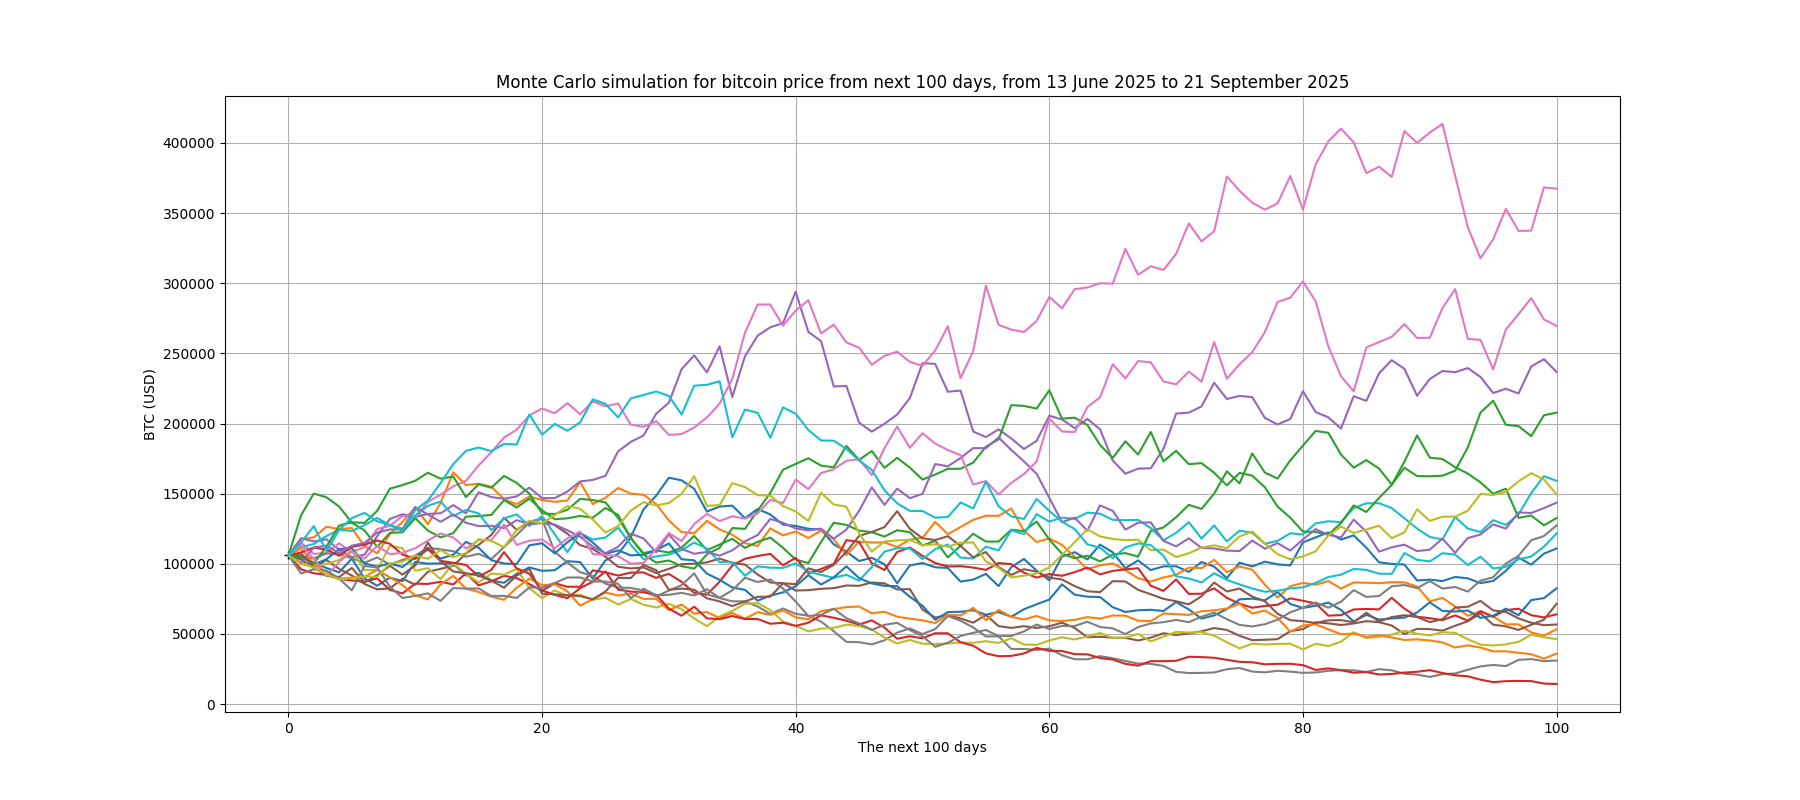 Monte Carlo simulation for bitcoin price from next 100 days, from 13 June 2025 to 21 September 2025
BTC (USD)
400000
350000
300000
250000
200000
150000
100000
50000
0
0 20 40 60 80 100
The next 100 days